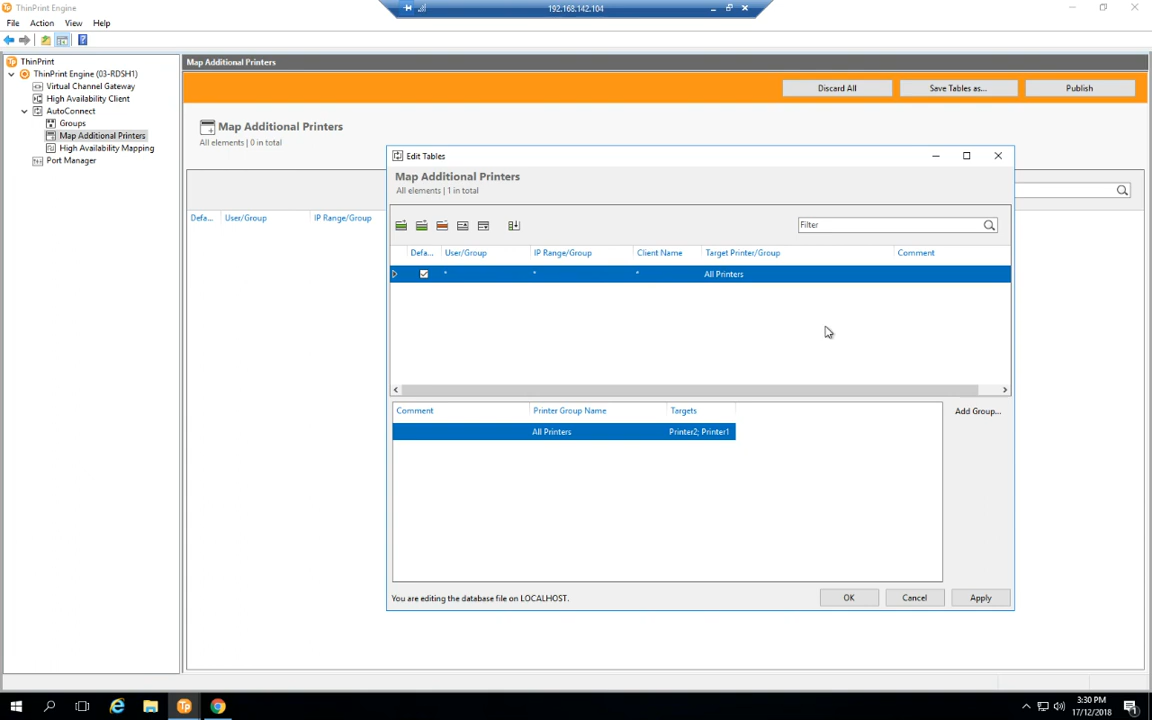 ThinPrint Engine
192.168.142.104
File Action View Help
ThinPrint
ThinPrint Engine (03-RDSH1)
Virtual Channel Gateway
High Availability Client
AutoConnect
Groups
Map Additional Printers
High Availability Mapping
Port Manager
Map Additional Printers
Discard All Save Tables as... Publish
Map Additional Printers
All elements | 0 in total
Defa... User/Group IP Range/Group
Edit Tables
Map Additional Printers
All elements | 1 in total
Filter
Defa... User/Group IP Range/Group Client Name Target Printer/Group Comment
* * * All Printers
Comment Printer Group Name Targets
All Printers Printer2; Printer1
Add Group...
You are editing the database file on LOCALHOST.
OK Cancel Apply
3:30 PM
17/12/2018